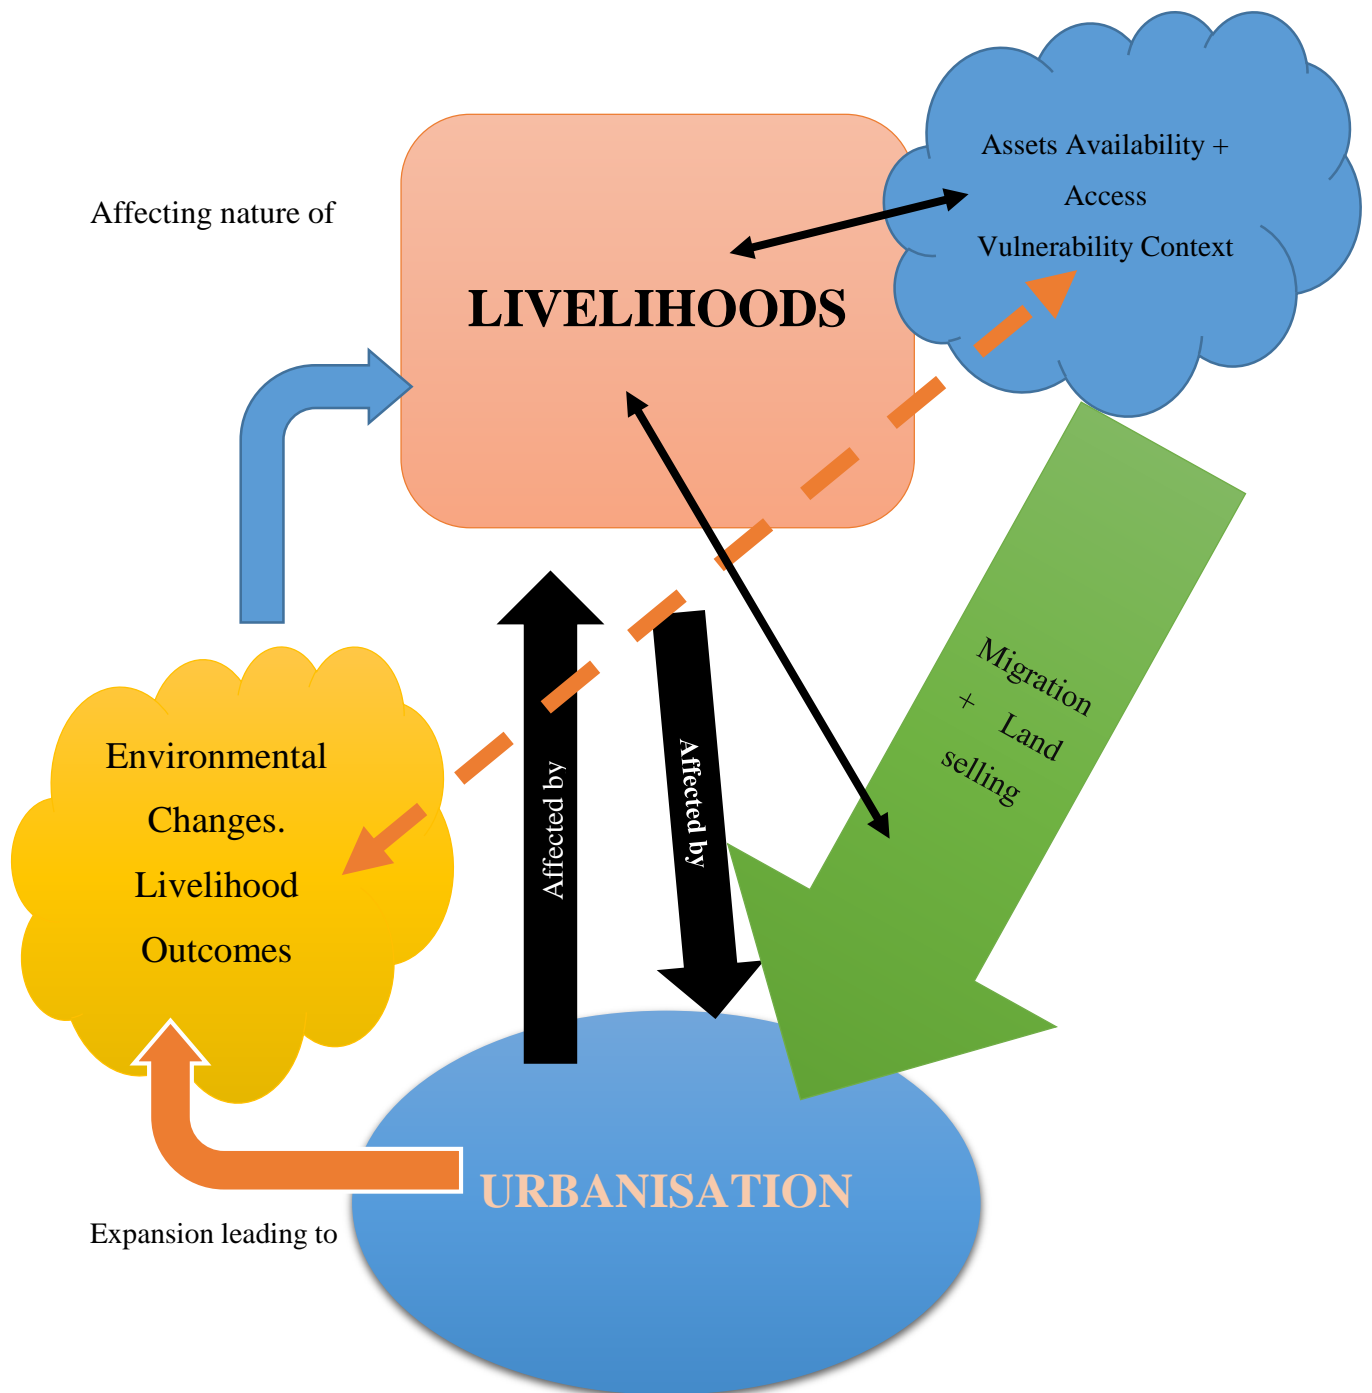 Assets Availability +
Access
Vulnerability Context
Affecting nature of
LIVELIHOODS
Migration
+ Land
selling
Environmental
Changes.
Livelihood
Outcomes
Affected by
Affected by
URBANISATION
Expansion leading to